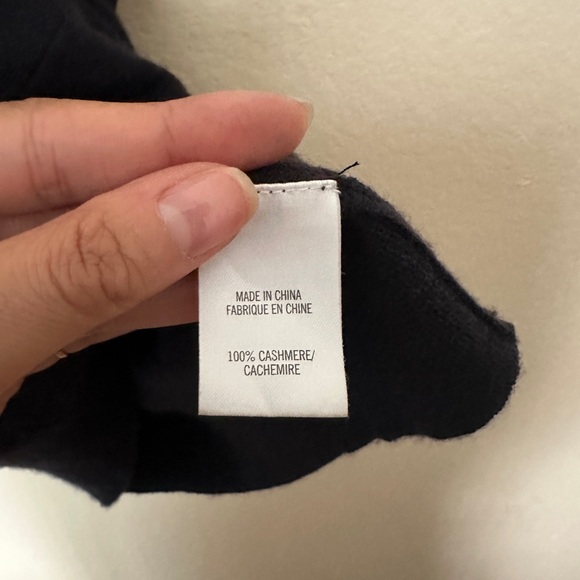 MADE IN CHINA
FABRIQUE EN CHINE
100% CASHMERE/
CACHEMIRE